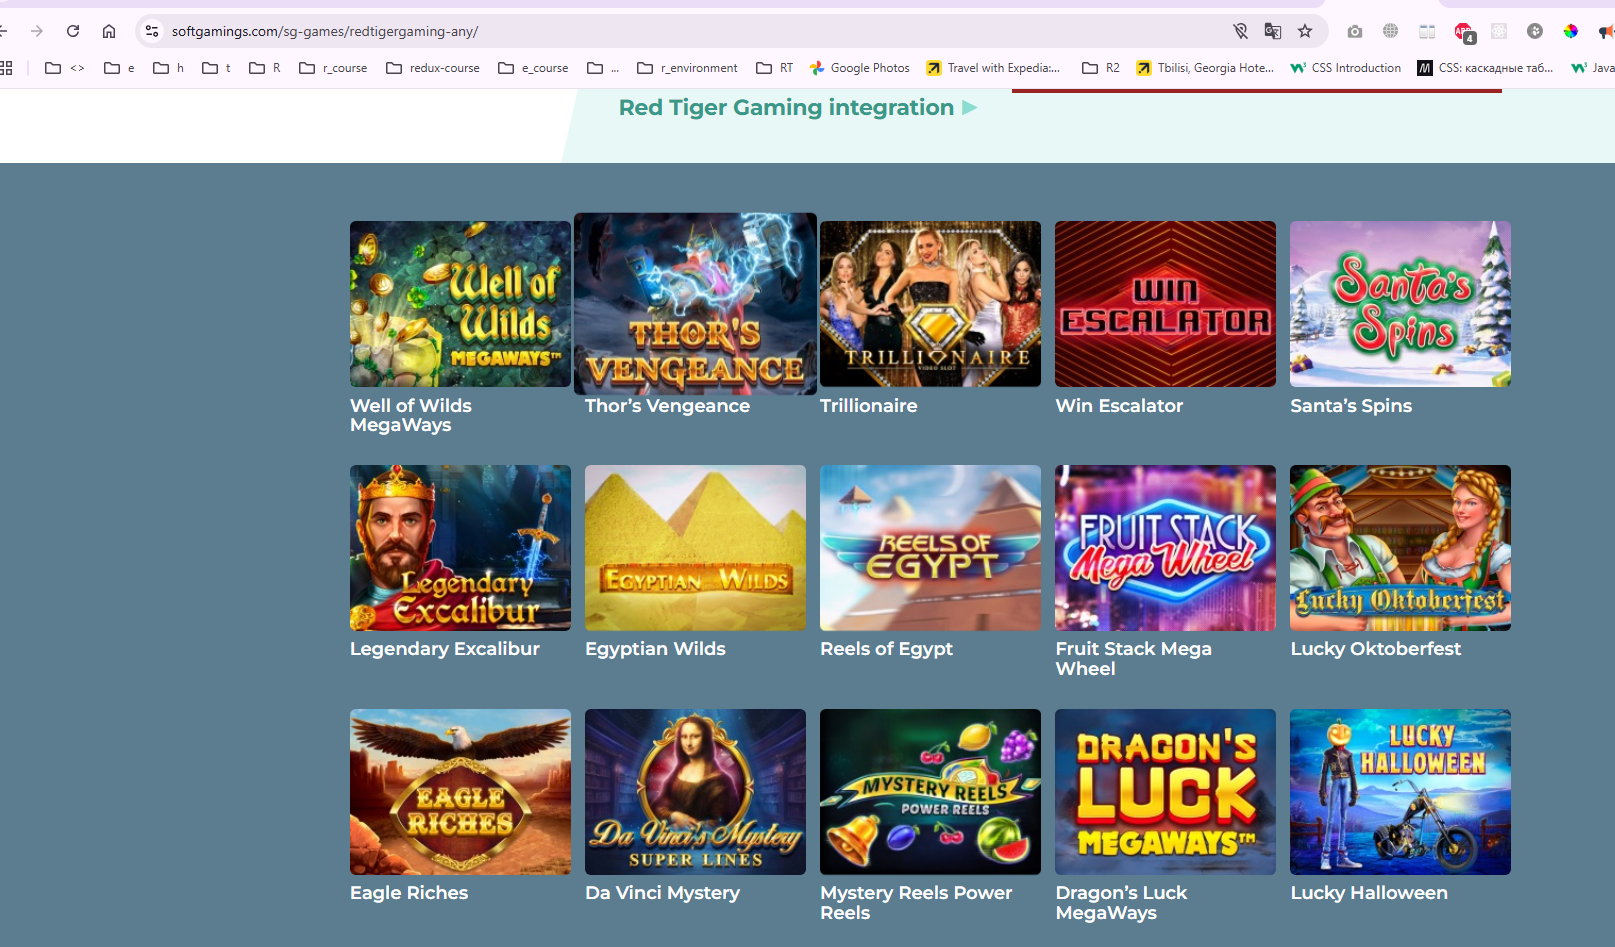 softgamings.com/sg-games/redtigergaming-any/
4
<> e h t R r_course redux-course e_course ... r_environment RT Google Photos Travel with Expedia:... R2 Tbilisi, Georgia Hote... CSS Introduction CSS: каскадные таб... Java
Red Tiger Gaming integration
Well of
Wilds
MEGAWAYS™
THOR'S
VENGEANCE
TRILLIONAIRE
VIDEO SLOT
WIN
ESCALATOR
Santa's
Spins
Well of Wilds
MegaWays
Thor's Vengeance
Trillionaire
Win Escalator
Santa's Spins
Legendary
Excalibur
EGYPTIAN WILDS
REELS OF
EGYPT
FRUIT STACK
Mega Wheel
Lucky Oktoberfest
Legendary Excalibur
Egyptian Wilds
Reels of Egypt
Fruit Stack Mega
Wheel
Lucky Oktoberfest
EAGLE
RICHES
Da Vinci's Mystery
SUPER LINES
MYSTERY REELS
POWER REELS
DRAGON'S
LUCK
MEGAWAYS™
LUCKY
HALLOWEEN
Eagle Riches
Da Vinci Mystery
Mystery Reels Power
Reels
Dragon's Luck
MegaWays
Lucky Halloween